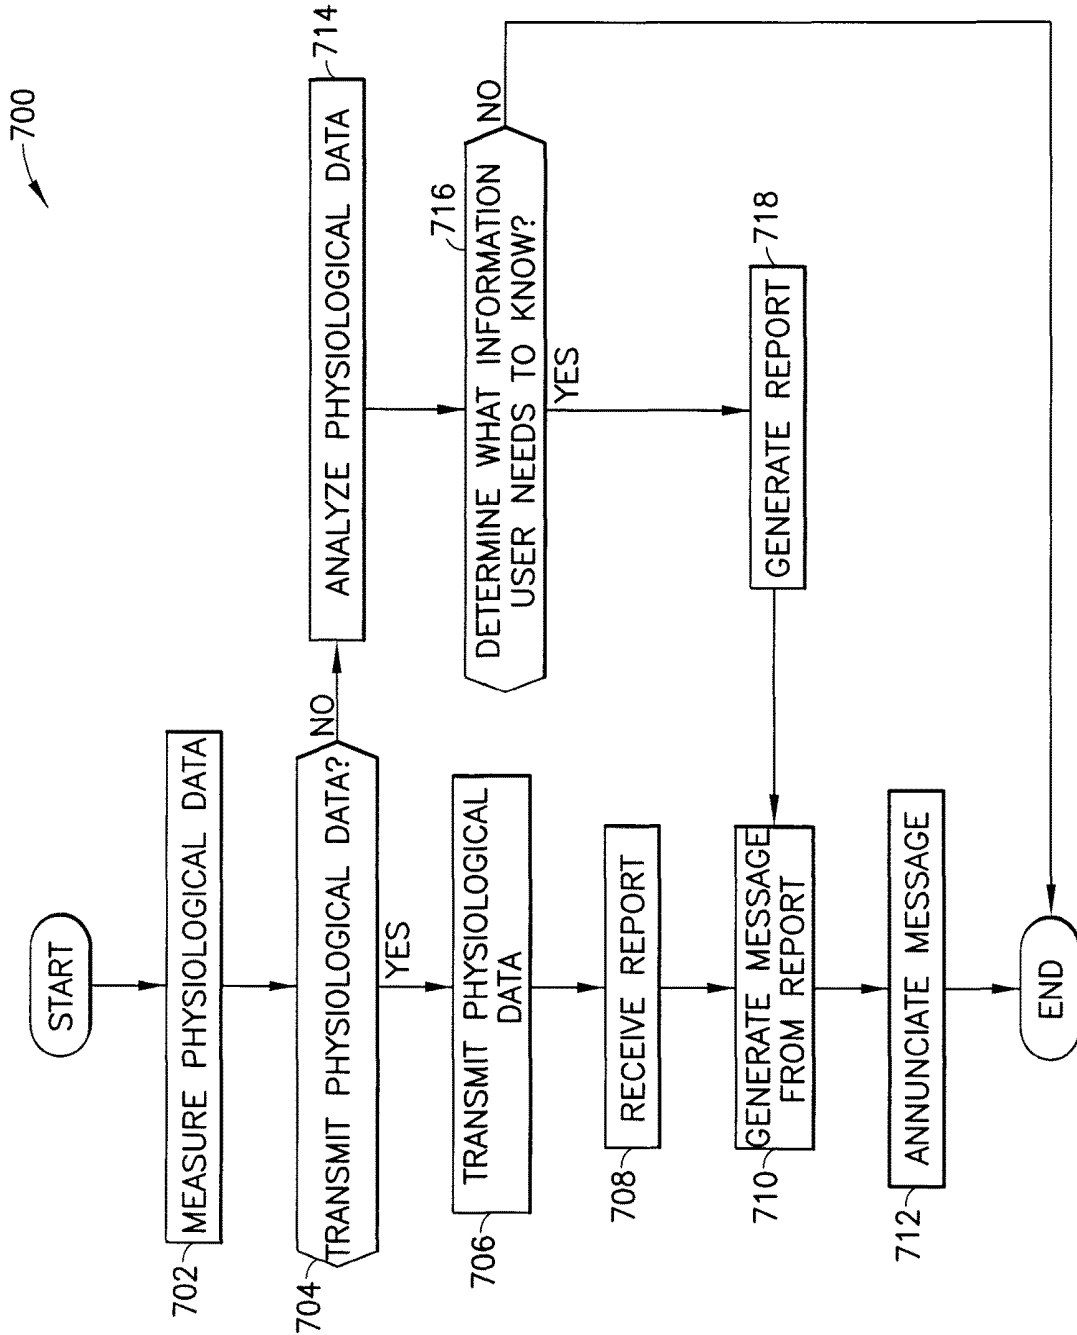 700
START
702
MEASURE PHYSIOLOGICAL DATA
704
TRANSMIT PHYSIOLOGICAL DATA?
NO
YES
714
ANALYZE PHYSIOLOGICAL DATA
706
TRANSMIT PHYSIOLOGICAL
DATA
716
DETERMINE WHAT INFORMATION
USER NEEDS TO KNOW?
NO
YES
708
RECEIVE REPORT
710
GENERATE MESSAGE
FROM REPORT
718
GENERATE REPORT
712
ANNUNCIATE MESSAGE
END